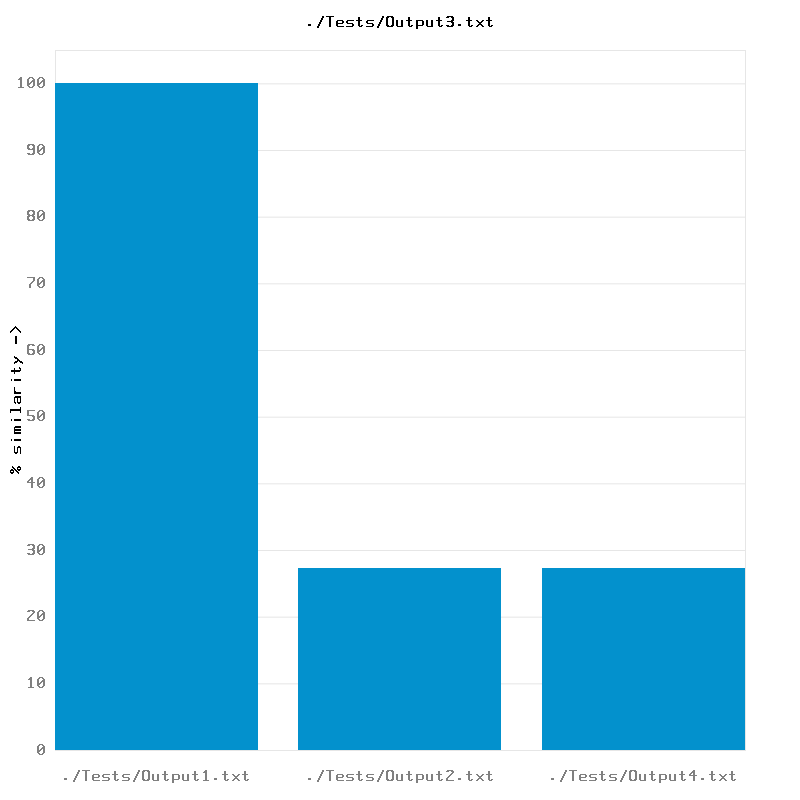 ./Tests/Output3.txt
100
90
80
70
60
50
40
30
20
10
0
% similarity ->
./Tests/Output1.txt
./Tests/Output2.txt
./Tests/Output4.txt